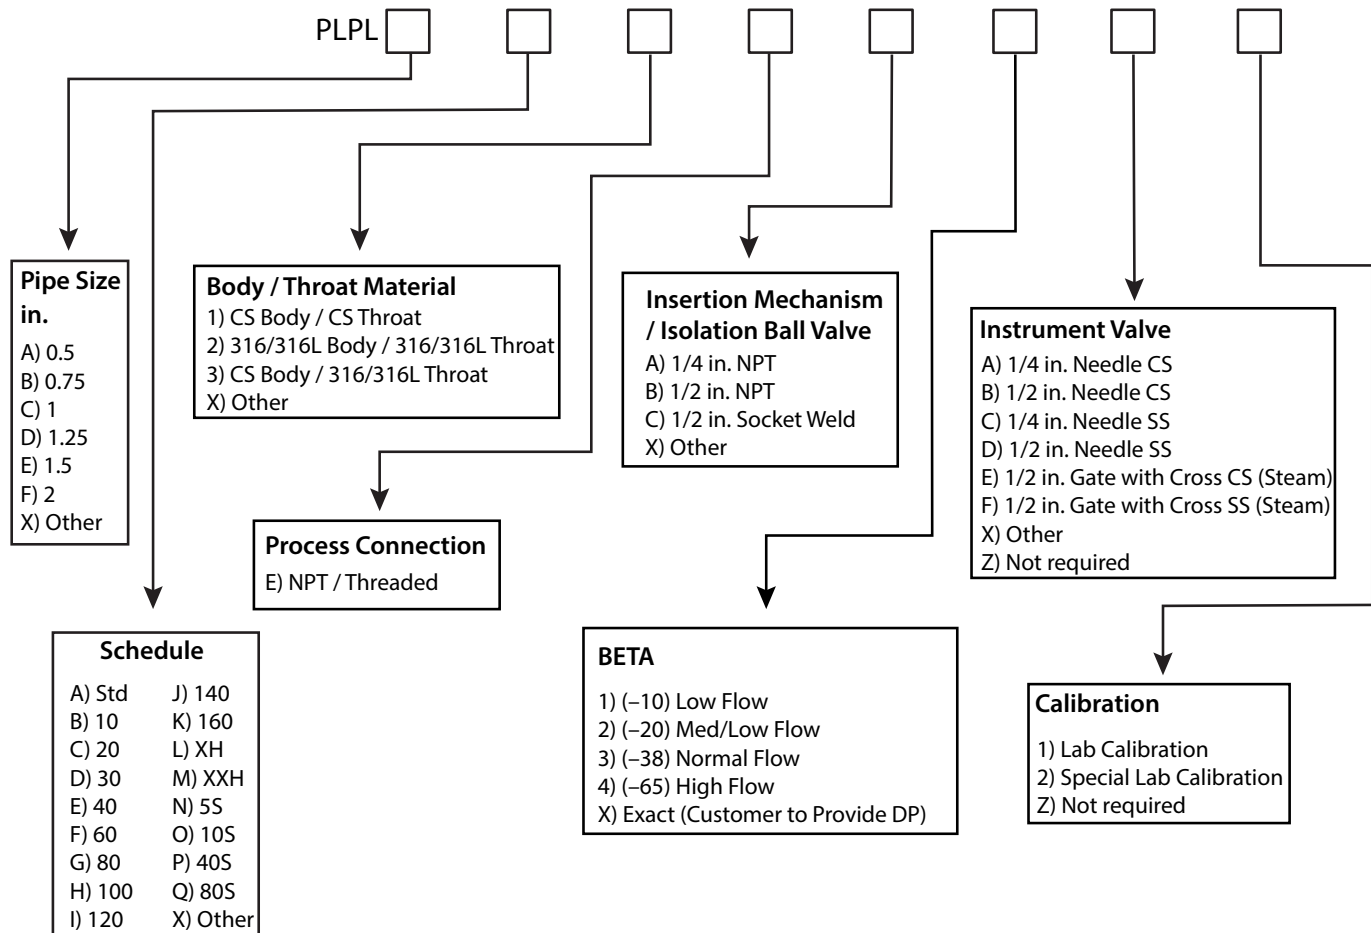 PLPL
Pipe Size
in.
A) 0.5
B) 0.75
C) 1
D) 1.25
E) 1.5
F) 2
X) Other
Body / Throat Material
1) CS Body / CS Throat
2) 316/316L Body / 316/316L Throat
3) CS Body / 316/316L Throat
X) Other
Insertion Mechanism
/ Isolation Ball Valve
A) 1/4 in. NPT
B) 1/2 in. NPT
C) 1/2 in. Socket Weld
X) Other
Instrument Valve
A) 1/4 in. Needle CS
B) 1/2 in. Needle CS
C) 1/4 in. Needle SS
D) 1/2 in. Needle SS
E) 1/2 in. Gate with Cross CS (Steam)
F) 1/2 in. Gate with Cross SS (Steam)
X) Other
Z) Not required
Process Connection
E) NPT / Threaded
Schedule
A) Std J) 140
B) 10 K) 160
C) 20 L) XH
D) 30 M) XXH
E) 40 N) 5S
F) 60 O) 10S
G) 80 P) 40S
H) 100 Q) 80S
I) 120 X) Other
BETA
1) (–10) Low Flow
2) (–20) Med/Low Flow
3) (–38) Normal Flow
4) (–65) High Flow
X) Exact (Customer to Provide DP)
Calibration
1) Lab Calibration
2) Special Lab Calibration
Z) Not required